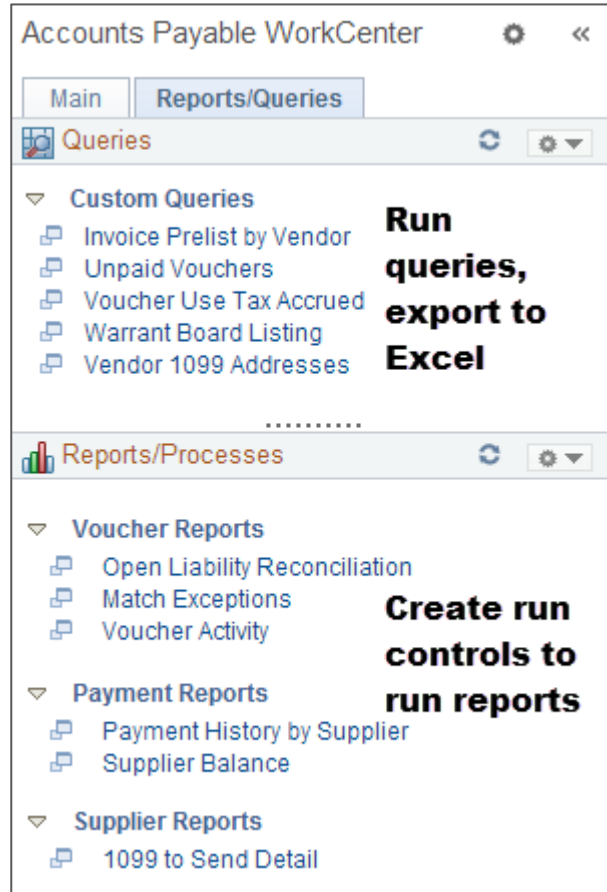 Accounts Payable WorkCenter
Main
Reports/Queries
Queries
Custom Queries
Invoice Prelist by Vendor
Unpaid Vouchers
Voucher Use Tax Accrued
Warrant Board Listing
Vendor 1099 Addresses
Run
queries,
export to
Excel
Reports/Processes
Voucher Reports
Open Liability Reconciliation
Match Exceptions
Voucher Activity
Create run
controls to
run reports
Payment Reports
Payment History by Supplier
Supplier Balance
Supplier Reports
1099 to Send Detail